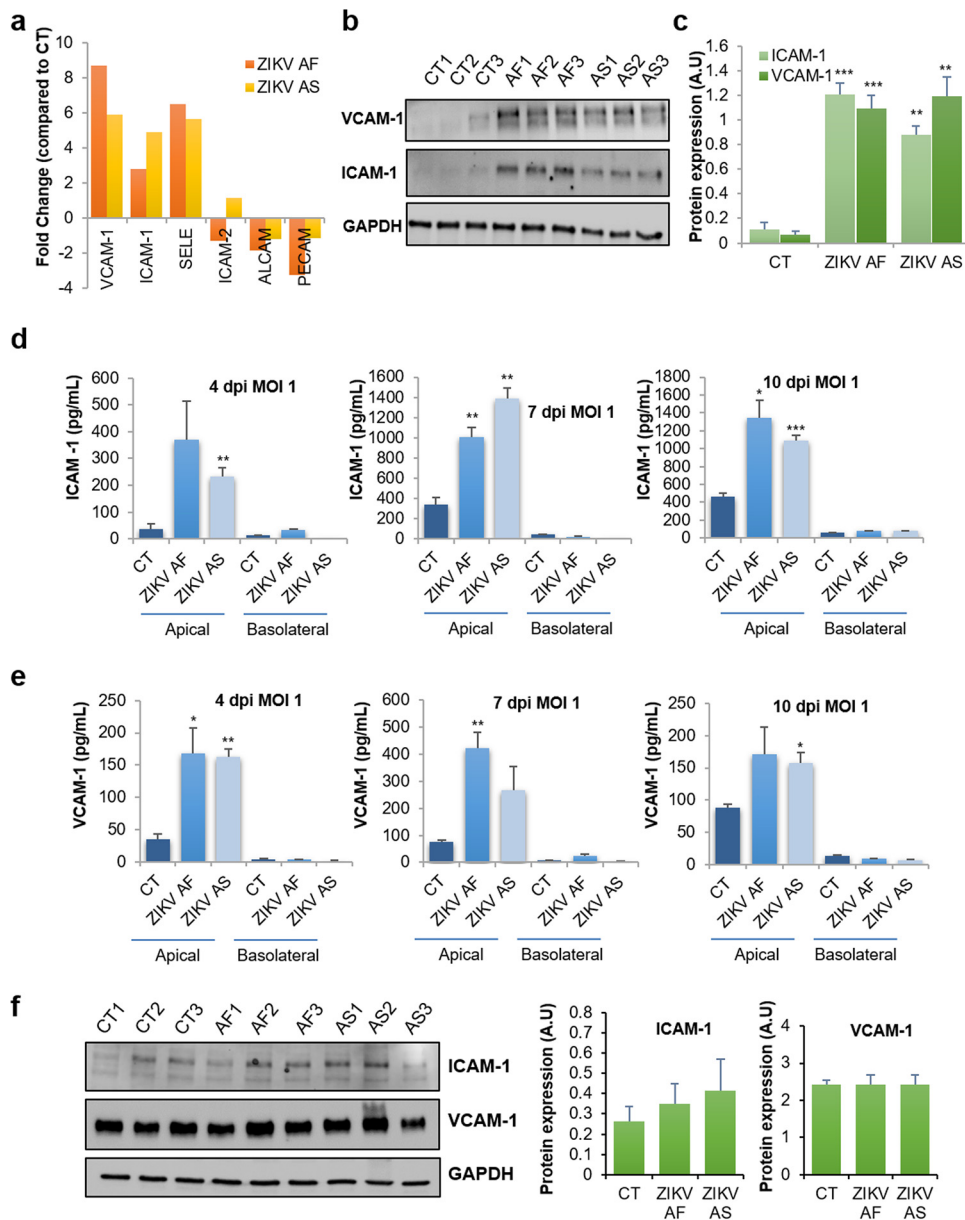 a
Fold Change (compared to CT)
10
8
6
4
2
0
-2
-4
ZIKV AF
ZIKV AS
VCAM-1
ICAM-1
SELE
ICAM-2
ALCAM
PECAM
b
CT1 CT2 CT3 AF1 AF2 AF3 AS1 AS2 AS3
VCAM-1
ICAM-1
GAPDH
c
Protein expression (A.U)
1.6
1.4
1.2
1
0.8
0.6
0.4
0.2
0
ICAM-1
VCAM-1
*** *** ** **
CT ZIKV AF ZIKV AS
d
4 dpi MOI 1
ICAM -1 (pg/mL)
600
500
400
300
200
100
0
**
CT ZIKV AF ZIKV AS CT ZIKV AF ZIKV AS
Apical Basolateral
7 dpi MOI 1
ICAM-1 (pg/mL)
1600
1400
1200
1000
800
600
400
200
0
** **
CT ZIKV AF ZIKV AS CT ZIKV AF ZIKV AS
Apical Basolateral
10 dpi MOI 1
ICAM-1 (pg/mL)
1800
1600
1400
1200
1000
800
600
400
200
0
* ***
CT ZIKV AF ZIKV AS CT ZIKV AF ZIKV AS
Apical Basolateral
e
4 dpi MOI 1
VCAM-1 (pg/mL)
250
200
150
100
50
0
* **
CT ZIKV AF ZIKV AS CT ZIKV AF ZIKV AS
Apical Basolateral
7 dpi MOI 1
VCAM-1 (pg/mL)
600
500
400
300
200
100
0
**
CT ZIKV AF ZIKV AS CT ZIKV AF ZIKV AS
Apical Basolateral
10 dpi MOI 1
VCAM-1 (pg/mL)
250
200
150
100
50
0
*
CT ZIKV AF ZIKV AS CT ZIKV AF ZIKV AS
Apical Basolateral
f
CT1 CT2 CT3 AF1 AF2 AF3 AS1 AS2 AS3
ICAM-1
VCAM-1
GAPDH
ICAM-1
Protein expression (A.U)
0.8
0.7
0.6
0.5
0.4
0.3
0.2
0.1
0
CT ZIKV AF ZIKV AS
VCAM-1
Protein expression (A.U)
4
2
0
CT ZIKV AF ZIKV AS